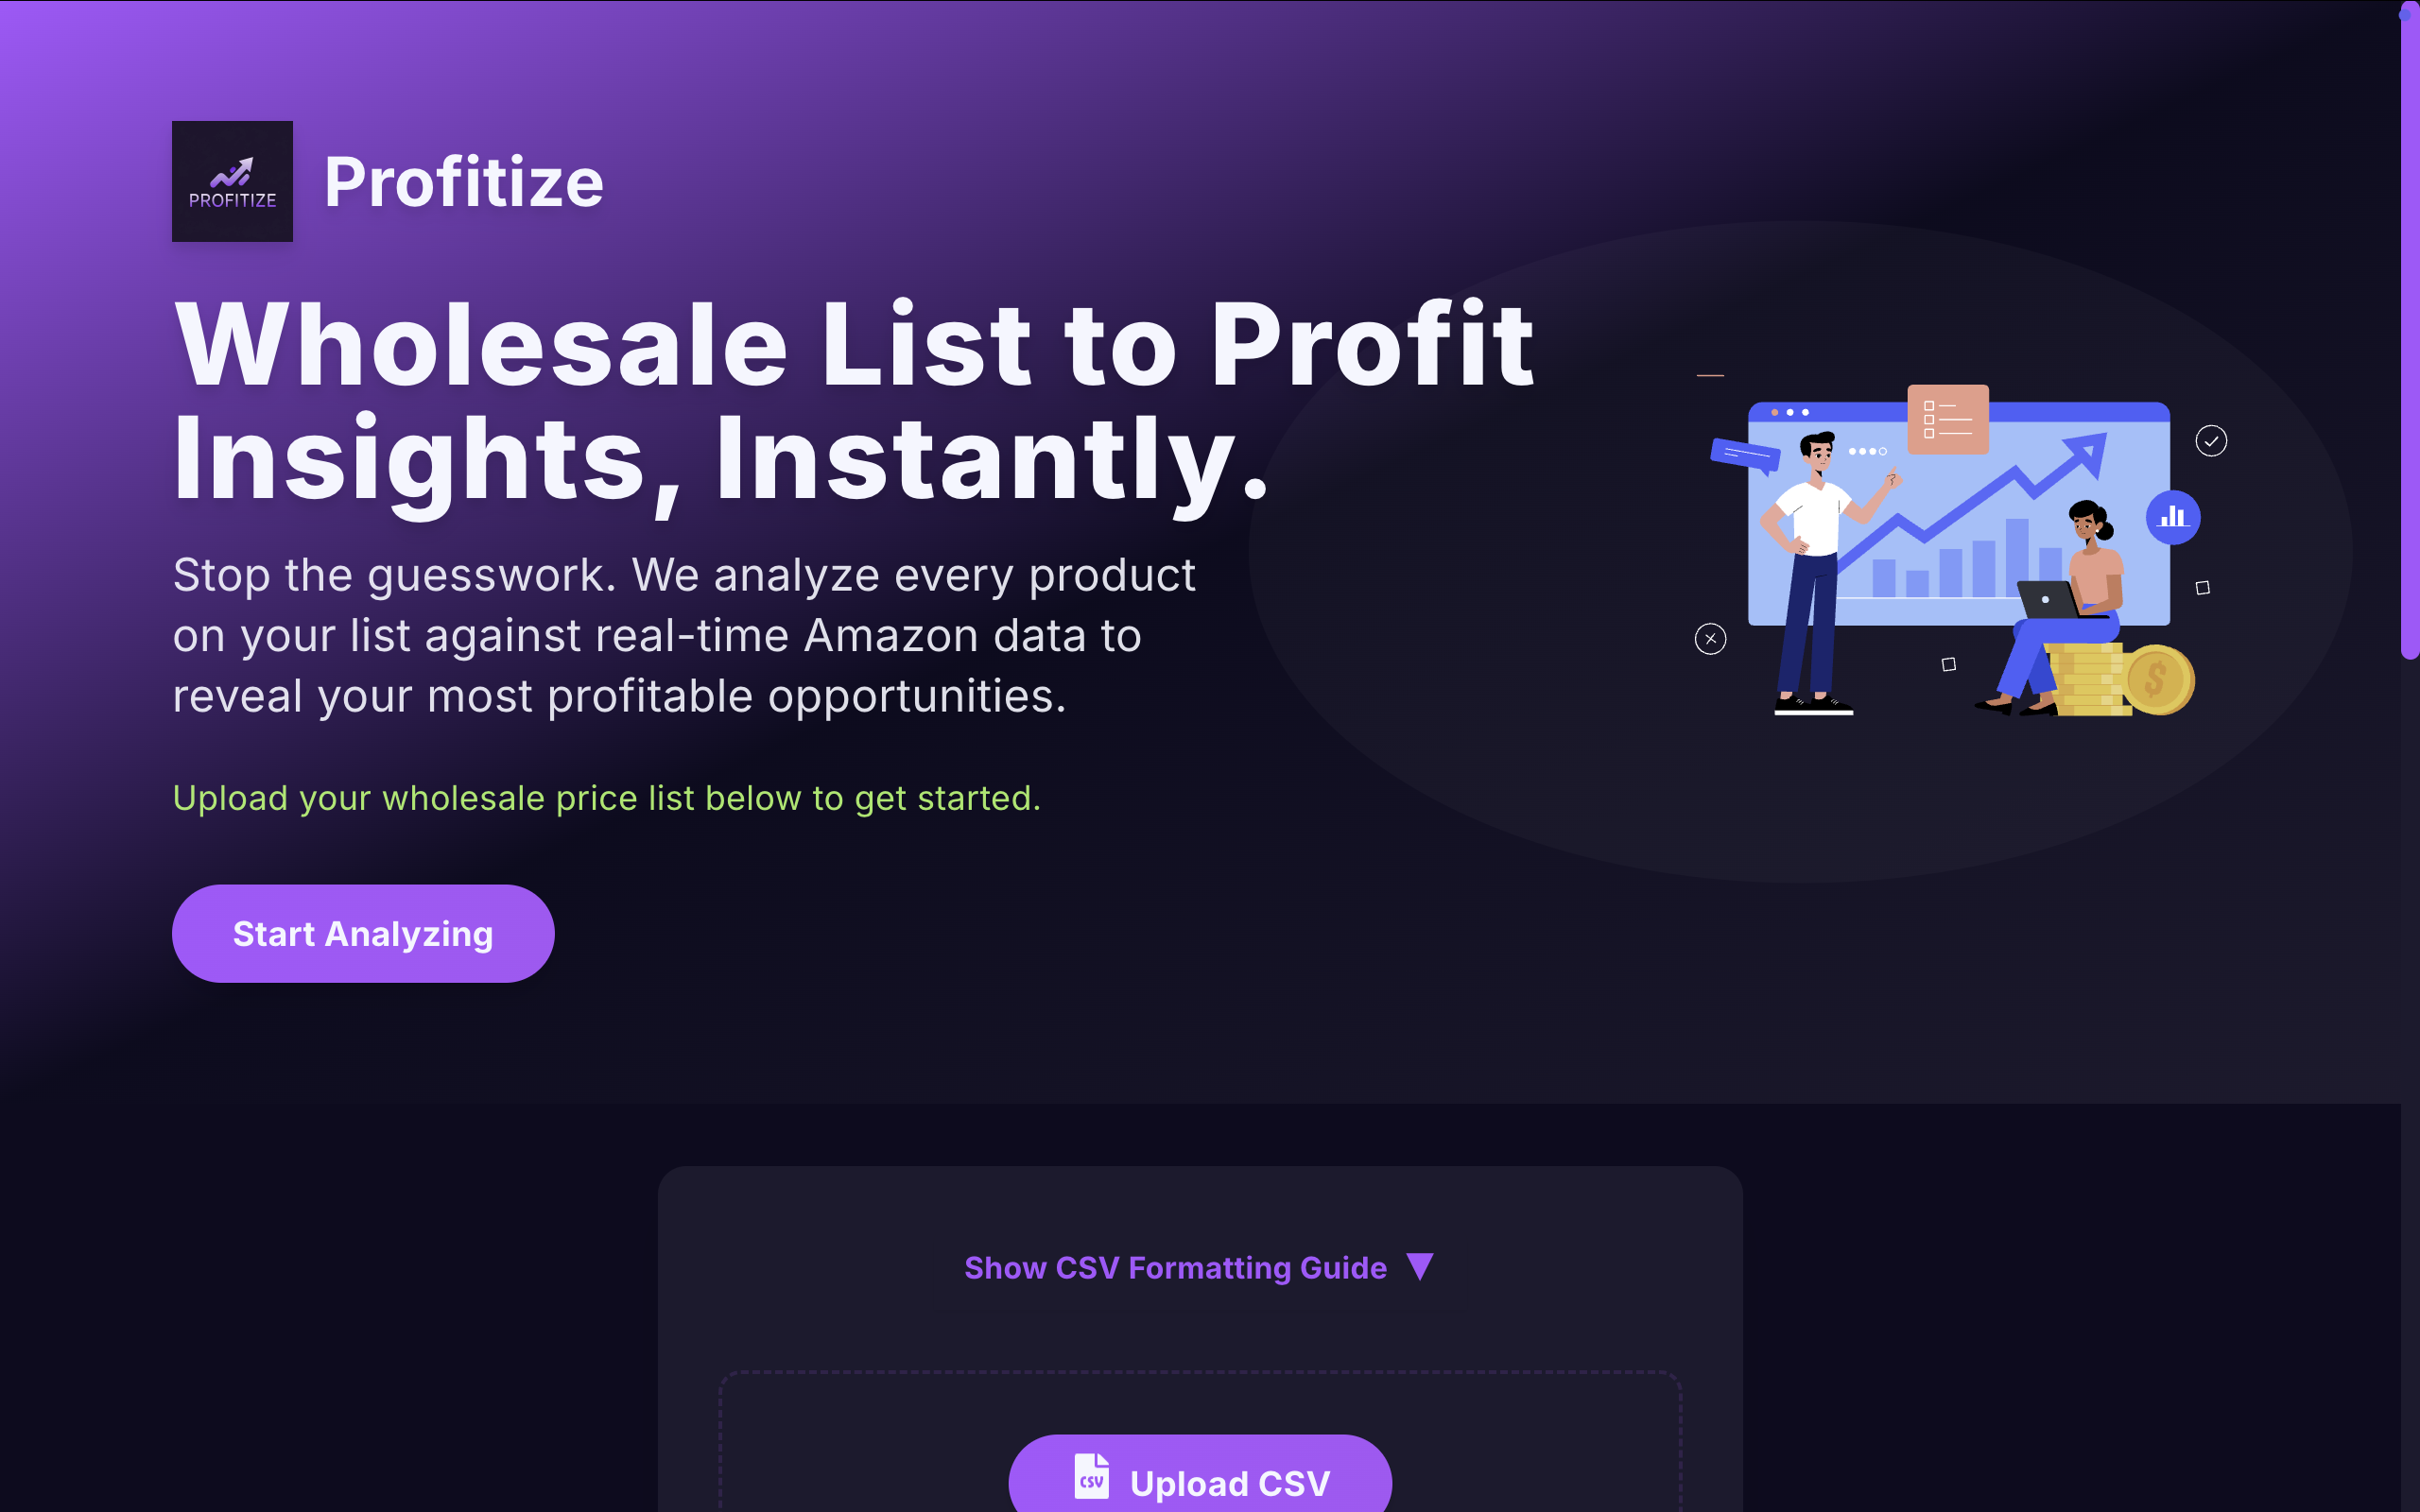 PROFITIZE
Profitize
Wholesale List to Profit
Insights, Instantly.
Stop the guesswork. We analyze every product
on your list against real-time Amazon data to
reveal your most profitable opportunities.
Upload your wholesale price list below to get started.
Start Analyzing
Show CSV Formatting Guide
CSV
Upload CSV